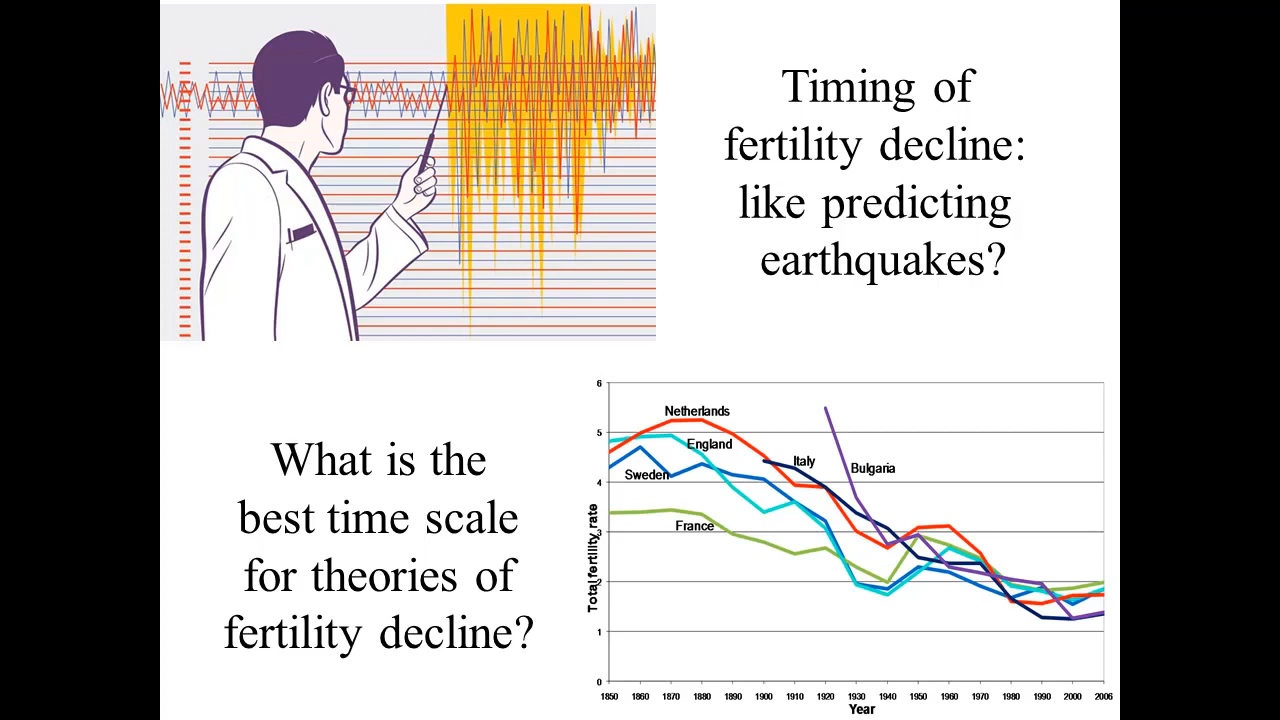 Timing of
fertility decline:
like predicting
earthquakes?
What is the
best time scale
for theories of
fertility decline?
6
5
4
3
2
1
0
Total fertility rate
Netherlands
England
Sweden
Italy
Bulgaria
France
1850 1860 1870 1880 1890 1900 1910 1920 1930 1940 1950 1960 1970 1980 1990 2000 2006
Year